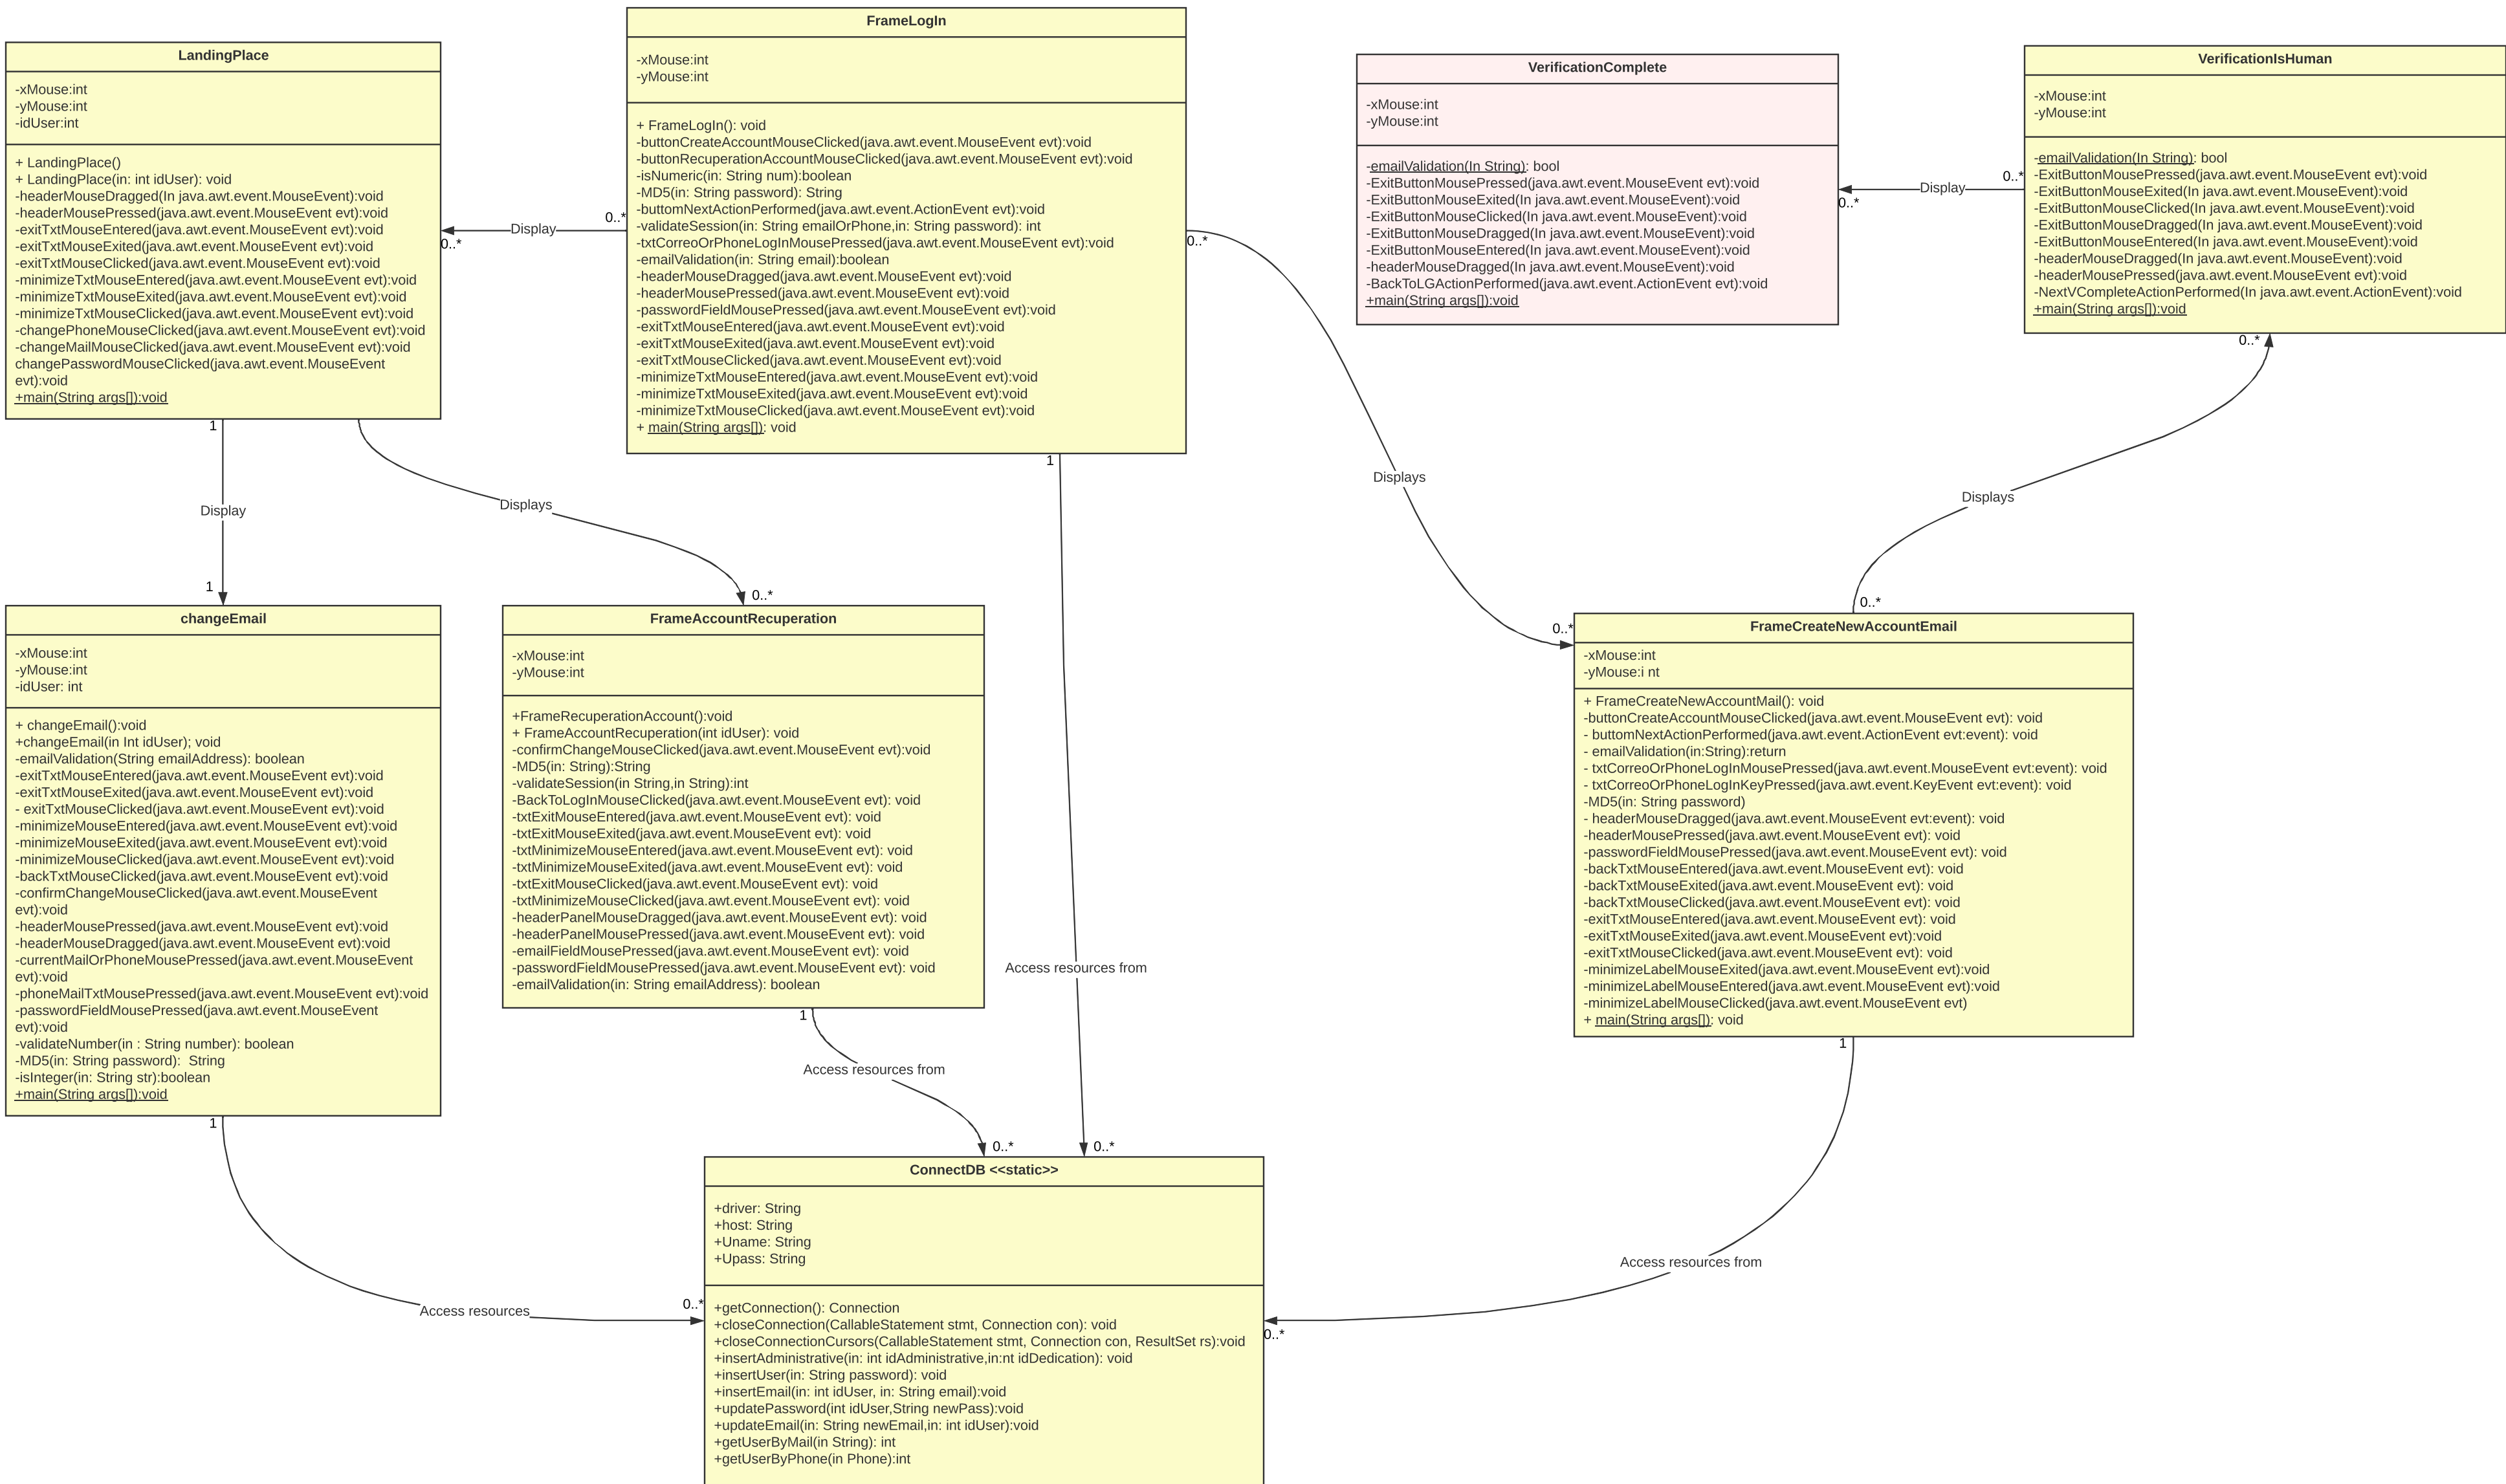 LandingPlace
-xMouse:int
-yMouse:int
-idUser:int
+ LandingPlace()
+ LandingPlace(in: int idUser): void
-headerMouseDragged(In java.awt.event.MouseEvent):void
-headerMousePressed(java.awt.event.MouseEvent evt):void
-exitTxtMouseEntered(java.awt.event.MouseEvent evt):void
-exitTxtMouseExited(java.awt.event.MouseEvent evt):void
-exitTxtMouseClicked(java.awt.event.MouseEvent evt):void
-minimizeTxtMouseEntered(java.awt.event.MouseEvent evt):void
-minimizeTxtMouseExited(java.awt.event.MouseEvent evt):void
-minimizeTxtMouseClicked(java.awt.event.MouseEvent evt):void
-changePhoneMouseClicked(java.awt.event.MouseEvent evt):void
-changeMailMouseClicked(java.awt.event.MouseEvent evt):void
changePasswordMouseClicked(java.awt.event.MouseEvent
evt):void
+main(String args[]):void
FrameLogIn
-xMouse:int
-yMouse:int
+ FrameLogIn(): void
-buttonCreateAccountMouseClicked(java.awt.event.MouseEvent evt):void
-buttonRecuperationAccountMouseClicked(java.awt.event.MouseEvent evt):void
-isNumeric(in: String num):boolean
-MD5(in: String password): String
-buttomNextActionPerformed(java.awt.event.ActionEvent evt):void
-validateSession(in: String emailOrPhone,in: String password): int
-txtCorreoOrPhoneLogInMousePressed(java.awt.event.MouseEvent evt):void
-emailValidation(in: String email):boolean
-headerMouseDragged(java.awt.event.MouseEvent evt):void
-headerMousePressed(java.awt.event.MouseEvent evt):void
-passwordFieldMousePressed(java.awt.event.MouseEvent evt):void
-exitTxtMouseEntered(java.awt.event.MouseEvent evt):void
-exitTxtMouseExited(java.awt.event.MouseEvent evt):void
-exitTxtMouseClicked(java.awt.event.MouseEvent evt):void
-minimizeTxtMouseEntered(java.awt.event.MouseEvent evt):void
-minimizeTxtMouseExited(java.awt.event.MouseEvent evt):void
-minimizeTxtMouseClicked(java.awt.event.MouseEvent evt):void
+ main(String args[]): void
VerificationComplete
-xMouse:int
-yMouse:int
-emailValidation(In String): bool
-ExitButtonMousePressed(java.awt.event.MouseEvent evt):void
-ExitButtonMouseExited(In java.awt.event.MouseEvent):void
-ExitButtonMouseClicked(In java.awt.event.MouseEvent):void
-ExitButtonMouseDragged(In java.awt.event.MouseEvent):void
-ExitButtonMouseEntered(In java.awt.event.MouseEvent):void
-headerMouseDragged(In java.awt.event.MouseEvent):void
-BackToLGActionPerformed(java.awt.event.ActionEvent evt):void
+main(String args[]):void
VerificationIsHuman
-xMouse:int
-yMouse:int
-emailValidation(In String): bool
-ExitButtonMousePressed(java.awt.event.MouseEvent evt):void
-ExitButtonMouseExited(In java.awt.event.MouseEvent):void
-ExitButtonMouseClicked(In java.awt.event.MouseEvent):void
-ExitButtonMouseDragged(In java.awt.event.MouseEvent):void
-ExitButtonMouseEntered(In java.awt.event.MouseEvent):void
-headerMouseDragged(In java.awt.event.MouseEvent):void
-headerMousePressed(java.awt.event.MouseEvent evt):void
-NextVCompleteActionPerformed(In java.awt.event.ActionEvent):void
+main(String args[]):void
0..*
Display
0..*
0..*
0..*
Display
0..*
0..*
1
1
Display
Displays
Displays
Displays
1
0..*
0..*
0..*
changeEmail
-xMouse:int
-yMouse:int
-idUser: int
+ changeEmail():void
+changeEmail(in Int idUser); void
-emailValidation(String emailAddress): boolean
-exitTxtMouseEntered(java.awt.event.MouseEvent evt):void
-exitTxtMouseExited(java.awt.event.MouseEvent evt):void
- exitTxtMouseClicked(java.awt.event.MouseEvent evt):void
-minimizeMouseEntered(java.awt.event.MouseEvent evt):void
-minimizeMouseExited(java.awt.event.MouseEvent evt):void
-minimizeMouseClicked(java.awt.event.MouseEvent evt):void
-backTxtMouseClicked(java.awt.event.MouseEvent evt):void
-confirmChangeMouseClicked(java.awt.event.MouseEvent
evt):void
-headerMousePressed(java.awt.event.MouseEvent evt):void
-headerMouseDragged(java.awt.event.MouseEvent evt):void
-currentMailOrPhoneMousePressed(java.awt.event.MouseEvent
evt):void
-phoneMailTxtMousePressed(java.awt.event.MouseEvent evt):void
-passwordFieldMousePressed(java.awt.event.MouseEvent
evt):void
-validateNumber(in : String number): boolean
-MD5(in: String password):  String
-isInteger(in: String str):boolean
+main(String args[]):void
FrameAccountRecuperation
-xMouse:int
-yMouse:int
+FrameRecuperationAccount():void
+ FrameAccountRecuperation(int idUser): void
-confirmChangeMouseClicked(java.awt.event.MouseEvent evt):void
-MD5(in: String):String
-validateSession(in String,in String):int
-BackToLogInMouseClicked(java.awt.event.MouseEvent evt): void
-txtExitMouseEntered(java.awt.event.MouseEvent evt): void
-txtExitMouseExited(java.awt.event.MouseEvent evt): void
-txtMinimizeMouseEntered(java.awt.event.MouseEvent evt): void
-txtMinimizeMouseExited(java.awt.event.MouseEvent evt): void
-txtExitMouseClicked(java.awt.event.MouseEvent evt): void
-txtMinimizeMouseClicked(java.awt.event.MouseEvent evt): void
-headerPanelMouseDragged(java.awt.event.MouseEvent evt): void
-headerPanelMousePressed(java.awt.event.MouseEvent evt): void
-emailFieldMousePressed(java.awt.event.MouseEvent evt): void
-passwordFieldMousePressed(java.awt.event.MouseEvent evt): void
-emailValidation(in: String emailAddress): boolean
FrameCreateNewAccountEmail
-xMouse:int
-yMouse:i nt
+ FrameCreateNewAccountMail(): void
-buttonCreateAccountMouseClicked(java.awt.event.MouseEvent evt): void
- buttomNextActionPerformed(java.awt.event.ActionEvent evt:event): void
- emailValidation(in:String):return
- txtCorreoOrPhoneLogInMousePressed(java.awt.event.MouseEvent evt:event): void
- txtCorreoOrPhoneLogInKeyPressed(java.awt.event.KeyEvent evt:event): void
-MD5(in: String password)
- headerMouseDragged(java.awt.event.MouseEvent evt:event): void
-headerMousePressed(java.awt.event.MouseEvent evt): void
-passwordFieldMousePressed(java.awt.event.MouseEvent evt): void
-backTxtMouseEntered(java.awt.event.MouseEvent evt): void
-backTxtMouseExited(java.awt.event.MouseEvent evt): void
-backTxtMouseClicked(java.awt.event.MouseEvent evt): void
-exitTxtMouseEntered(java.awt.event.MouseEvent evt): void
-exitTxtMouseExited(java.awt.event.MouseEvent evt):void
-exitTxtMouseClicked(java.awt.event.MouseEvent evt): void
-minimizeLabelMouseExited(java.awt.event.MouseEvent evt):void
-minimizeLabelMouseEntered(java.awt.event.MouseEvent evt):void
-minimizeLabelMouseClicked(java.awt.event.MouseEvent evt)
+ main(String args[]): void
Access resources from
1
1
1
Access resources from
0..*
0..*
Access resources from
Access resources
0..*
0..*
ConnectDB <<static>>
+driver: String
+host: String
+Uname: String
+Upass: String
+getConnection(): Connection
+closeConnection(CallableStatement stmt, Connection con): void
+closeConnectionCursors(CallableStatement stmt, Connection con, ResultSet rs):void
+insertAdministrative(in: int idAdministrative,in:nt idDedication): void
+insertUser(in: String password): void
+insertEmail(in: int idUser, in: String email):void
+updatePassword(int idUser,String newPass):void
+updateEmail(in: String newEmail,in: int idUser):void
+getUserByMail(in String): int
+getUserByPhone(in Phone):int